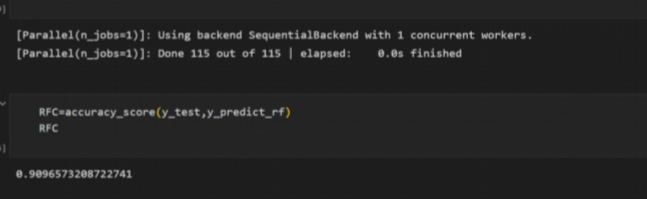 [Parallel(n_jobs=1)]: Using backend SequentialBackend with 1 concurrent workers.
[Parallel(n_jobs=1)]: Done 115 out of 115 | elapsed:    0.0s finished
RFC=accuracy_score(y_test,y_predict_rf)
RFC
0.9096573208722741